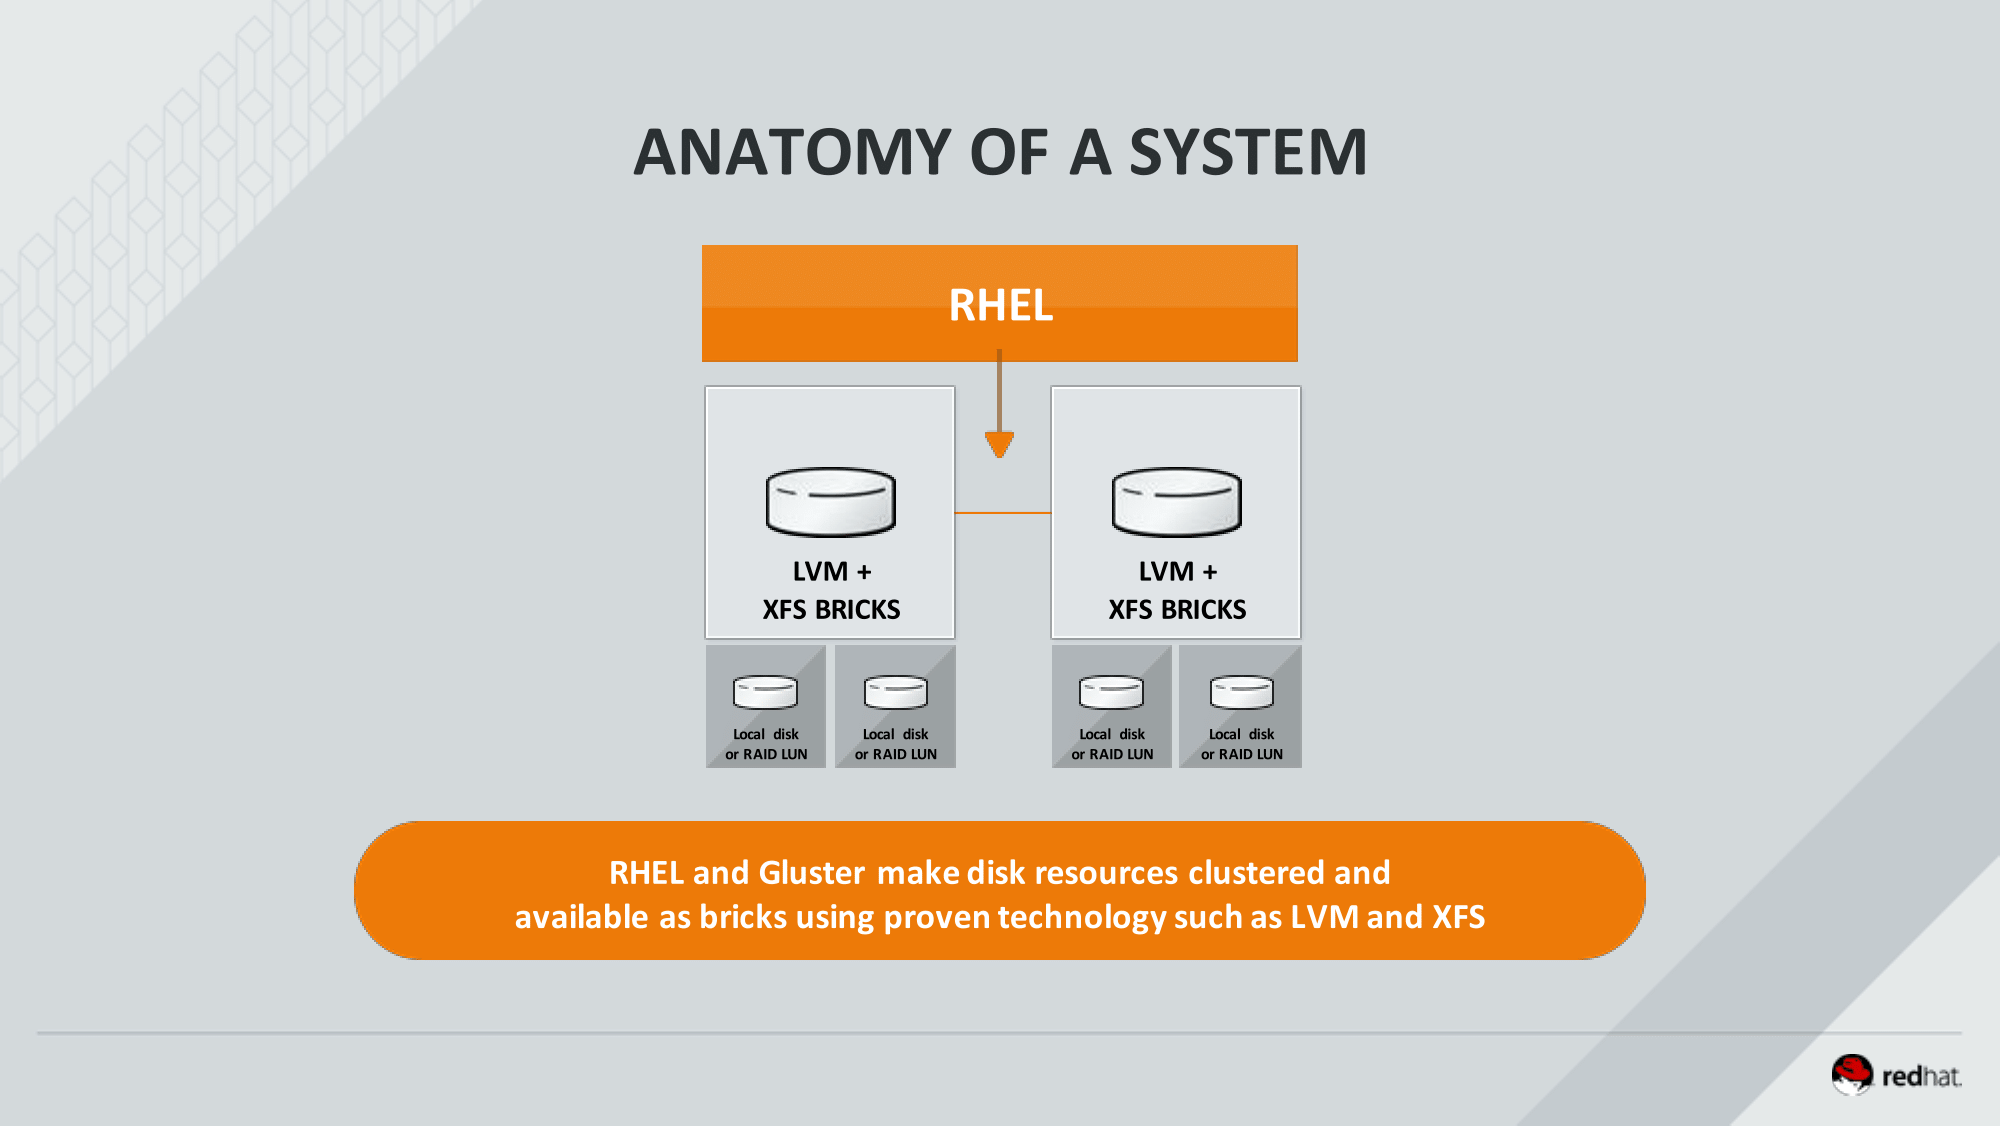 ANATOMY OF A SYSTEM
RHEL
LVM +
XFS BRICKS
LVM +
XFS BRICKS
Local disk
or RAID LUN
Local disk
or RAID LUN
Local disk
or RAID LUN
Local disk
or RAID LUN
RHEL and Gluster make disk resources clustered and
available as bricks using proven technology such as LVM and XFS
redhat.